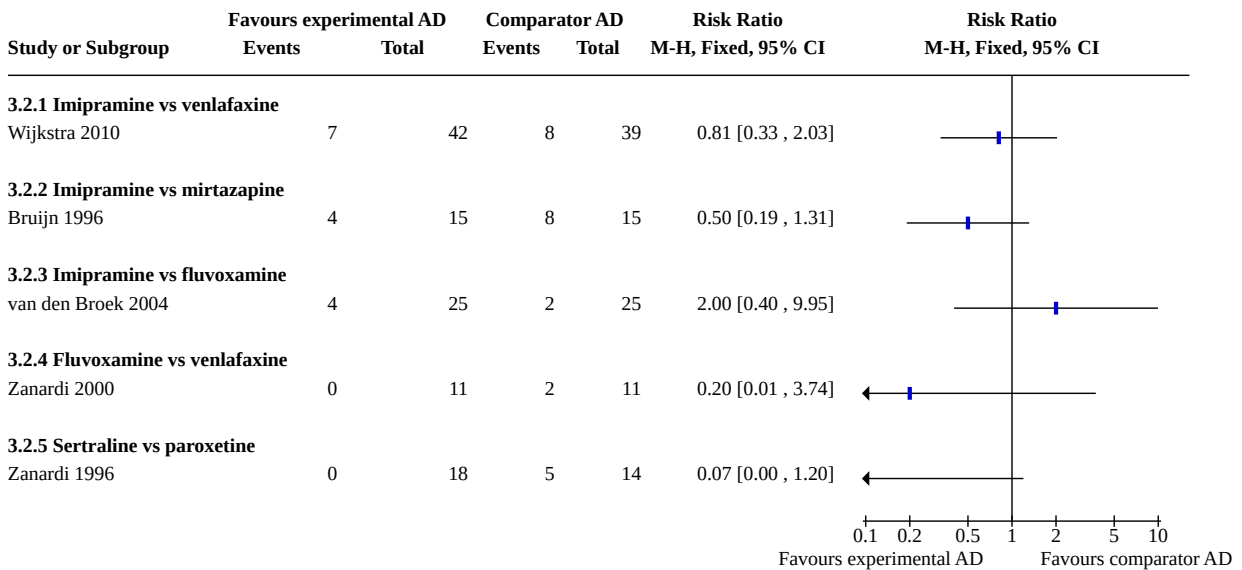 Favours experimental AD Comparator AD Risk Ratio Risk Ratio
Study or Subgroup Events Total Events Total M-H, Fixed, 95% CI M-H, Fixed, 95% CI
3.2.1 Imipramine vs venlafaxine
Wijkstra 2010 7 42 8 39 0.81 [0.33 , 2.03]
3.2.2 Imipramine vs mirtazapine
Bruijn 1996 4 15 8 15 0.50 [0.19 , 1.31]
3.2.3 Imipramine vs fluvoxamine
van den Broek 2004 4 25 2 25 2.00 [0.40 , 9.95]
3.2.4 Fluvoxamine vs venlafaxine
Zanardi 2000 0 11 2 11 0.20 [0.01 , 3.74]
3.2.5 Sertraline vs paroxetine
Zanardi 1996 0 18 5 14 0.07 [0.00 , 1.20]
0.1 0.2 0.5 1 2 5 10
Favours experimental AD Favours comparator AD